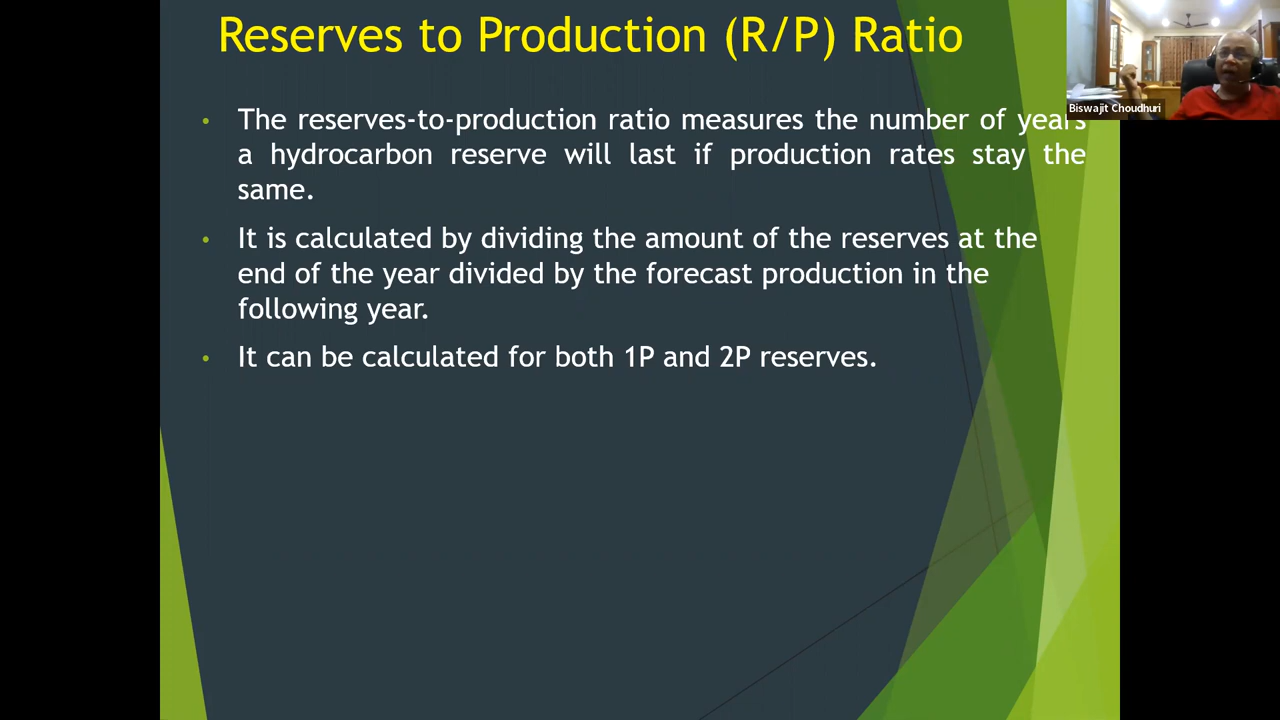 Reserves to Production (R/P) Ratio
Biswajit Choudhuri
• The reserves-to-production ratio measures the number of years
a hydrocarbon reserve will last if production rates stay the
same.
• It is calculated by dividing the amount of the reserves at the
end of the year divided by the forecast production in the
following year.
• It can be calculated for both 1P and 2P reserves.